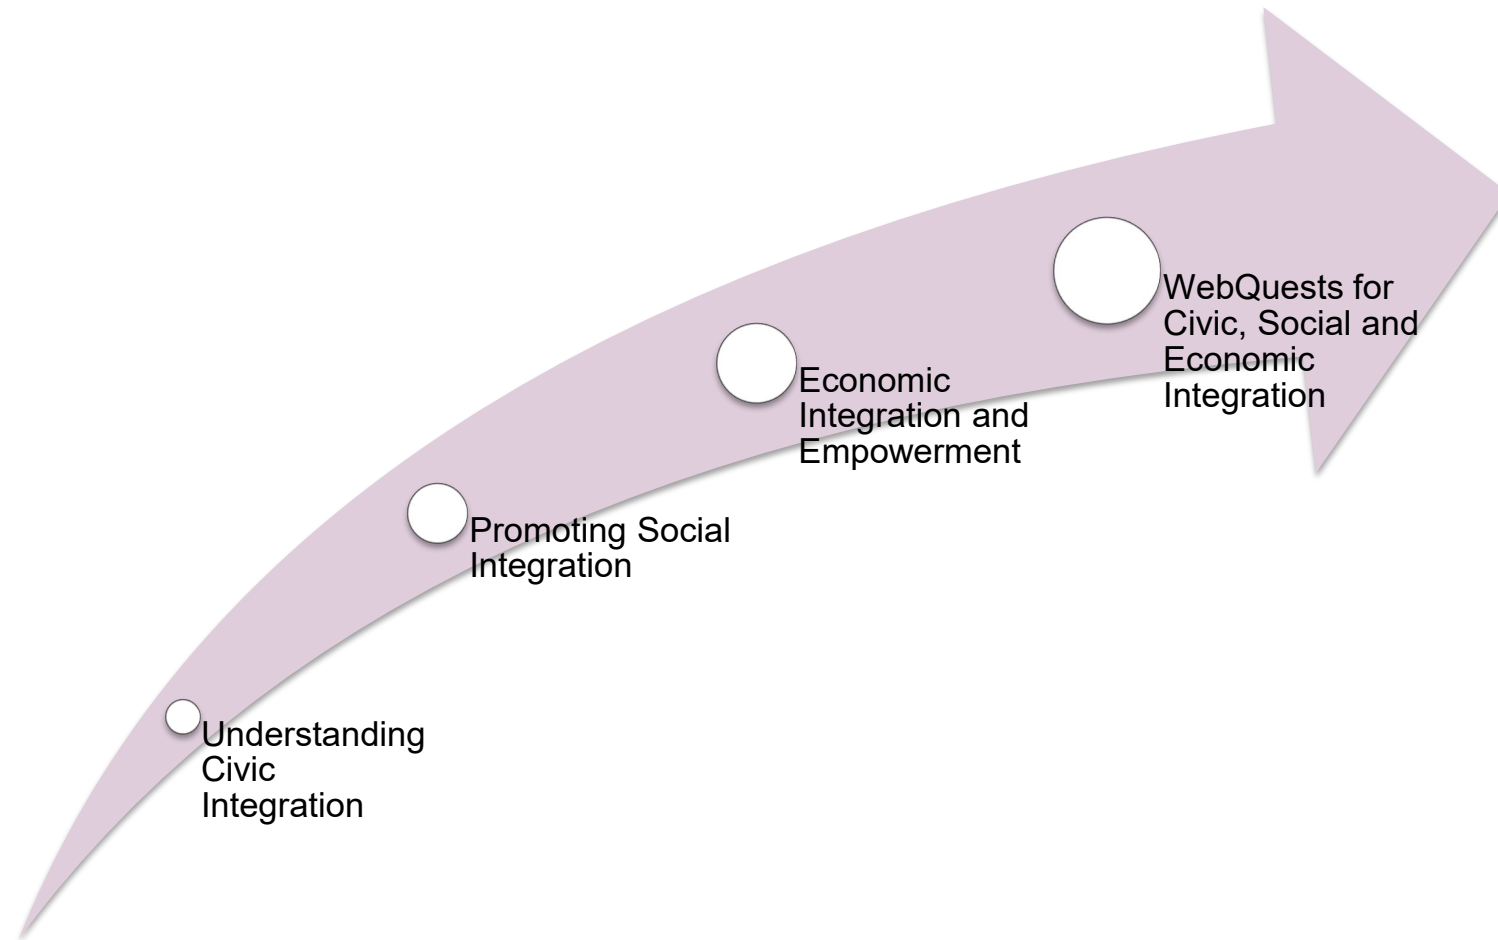 WebQuests for
Civic, Social and
Economic
Integration
Economic
Integration and
Empowerment
Promoting Social
Integration
Understanding
Civic
Integration